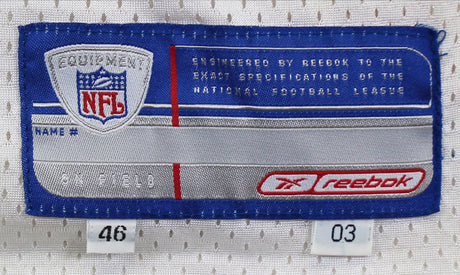 EQUIPMENT
NFL
ENGINEERED BY REEBOK TO THE
EXACT SPECIFICATIONS OF THE
NATIONAL FOOTBALL LEAGUE
NAME #
ON FIELD
Reebok
46
03